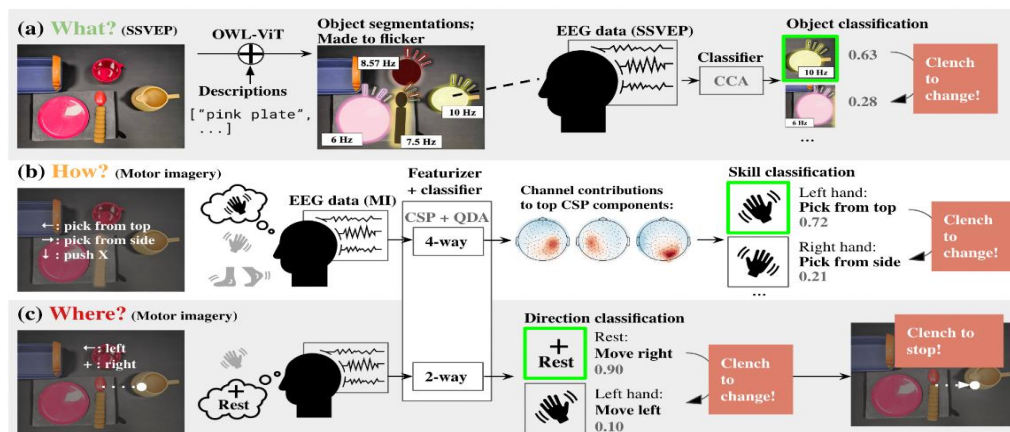 (a) What? (SSVEP)
OWL-ViT
Descriptions
["pink plate",
...]
Object segmentations;
Made to flicker
8.57 Hz
10 Hz
6 Hz
7.5 Hz
EEG data (SSVEP)
Classifier
CCA
Object classification
10 Hz
0.63
6 Hz
0.28
...
Clench
to
change!
(b) How? (Motor imagery)
←: pick from top
→: pick from side
↓: push X
EEG data (MI)
Featurizer
+ classifier
CSP + QDA
4-way
Channel contributions
to top CSP components:
Skill classification
Left hand:
Pick from top
0.72
Right hand:
Pick from side
0.21
...
Clench
to
change!
(c) Where? (Motor imagery)
←: left
+: right
+
Rest
2-way
Direction classification
+
Rest
Rest:
Move right
0.90
Left hand:
Move left
0.10
Clench
to
change!
Clench to
stop!